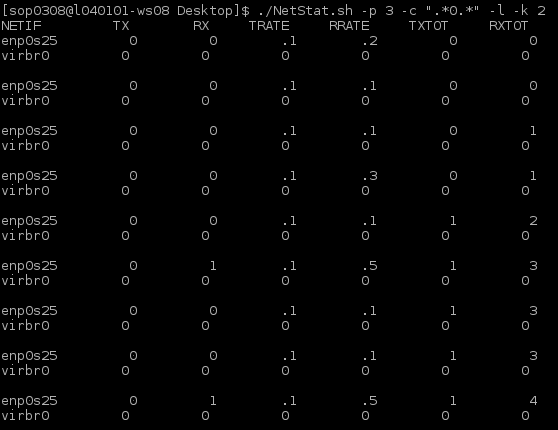 [sop0308@l040101-ws08 Desktop]$ ./NetStat.sh -p 3 -c ".*0.*" -l -k 2
NETIF TX RX TRATE RRATE TXTOT RXTOT
enp0s25 0 0 .1 .2 0 0
virbr0 0 0 0 0 0 0
enp0s25 0 0 .1 .1 0 0
virbr0 0 0 0 0 0 0
enp0s25 0 0 .1 .1 0 1
virbr0 0 0 0 0 0 0
enp0s25 0 0 .1 .3 0 1
virbr0 0 0 0 0 0 0
enp0s25 0 0 .1 .1 1 2
virbr0 0 0 0 0 0 0
enp0s25 0 1 .1 .5 1 3
virbr0 0 0 0 0 0 0
enp0s25 0 0 .1 .1 1 3
virbr0 0 0 0 0 0 0
enp0s25 0 0 .1 .1 1 3
virbr0 0 0 0 0 0 0
enp0s25 0 1 .1 .5 1 4
virbr0 0 0 0 0 0 0